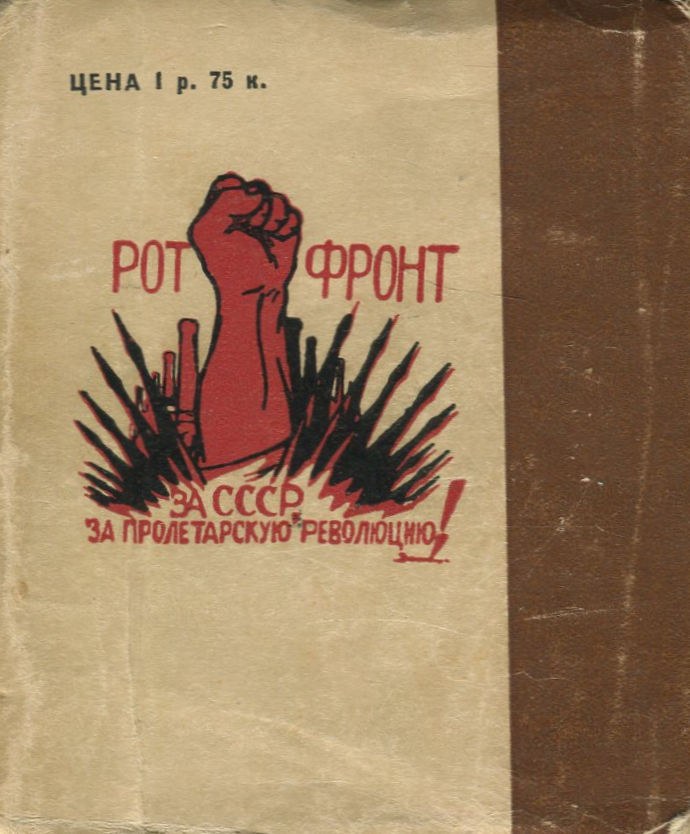 ЦЕНА 1 р. 75 к.
РОТ ФРОНТ
ЗА СССР,
ЗА ПРОЛЕТАРСКУЮ РЕВОЛЮЦИЮ!